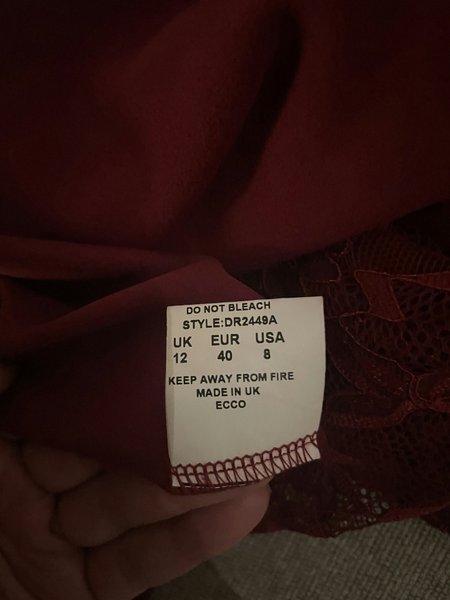 DO NOT BLEACH
STYLE:DR2449A
UK EUR USA
12 40 8
KEEP AWAY FROM FIRE
MADE IN UK
ECCO